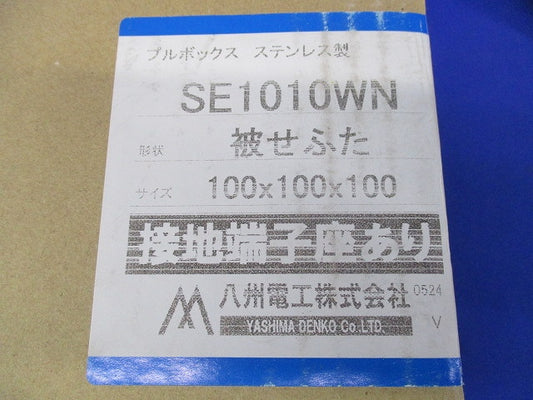 プルボックス ステンレス製
SE1010WN
形状 被せふた
サイズ 100x100x100
接地端子座あり
八州電工株式会社 0524
YASHIMA DENKO Co.LTD. V